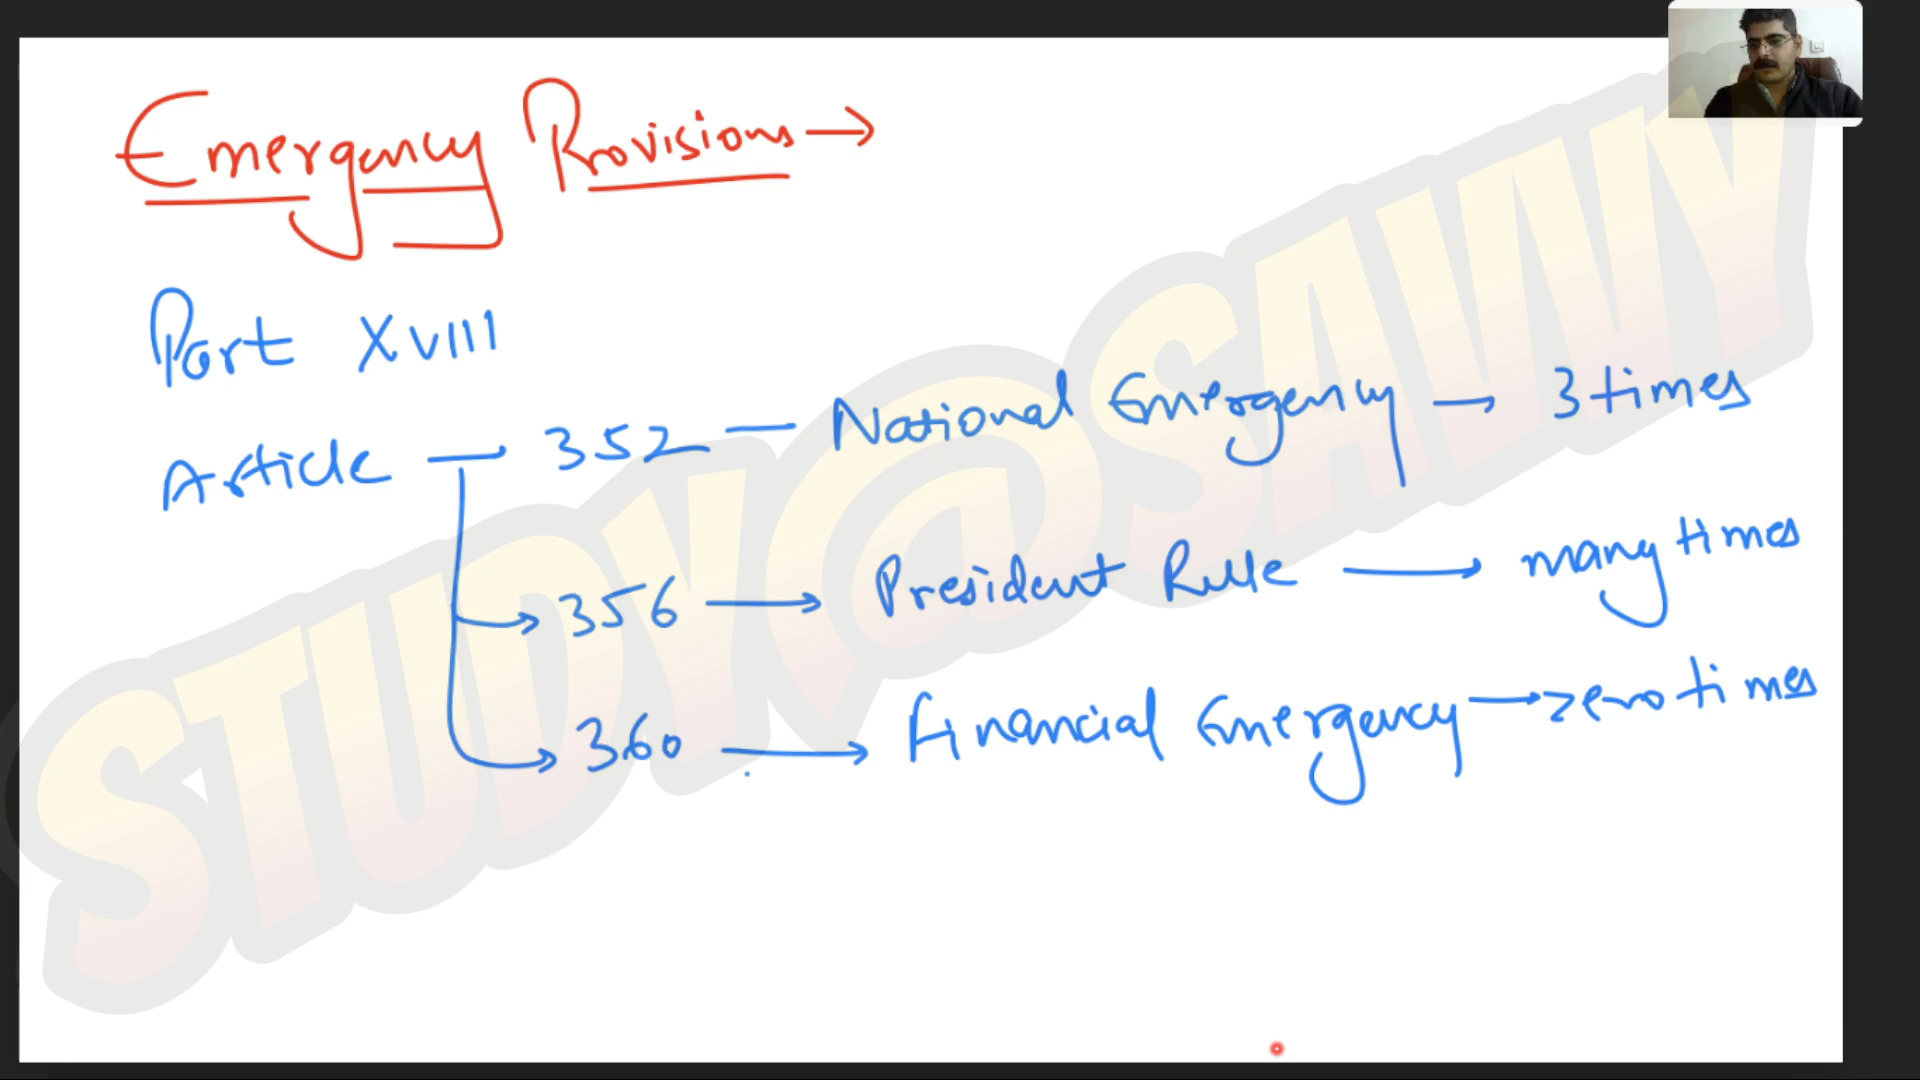 Emergency Provisions →
Part XVIII
Article → 352 — National Emergency → 3 times
→ 356 → President Rule → many times
→ 360 → Financial Emergency → zero times
STUDY@SAVVY